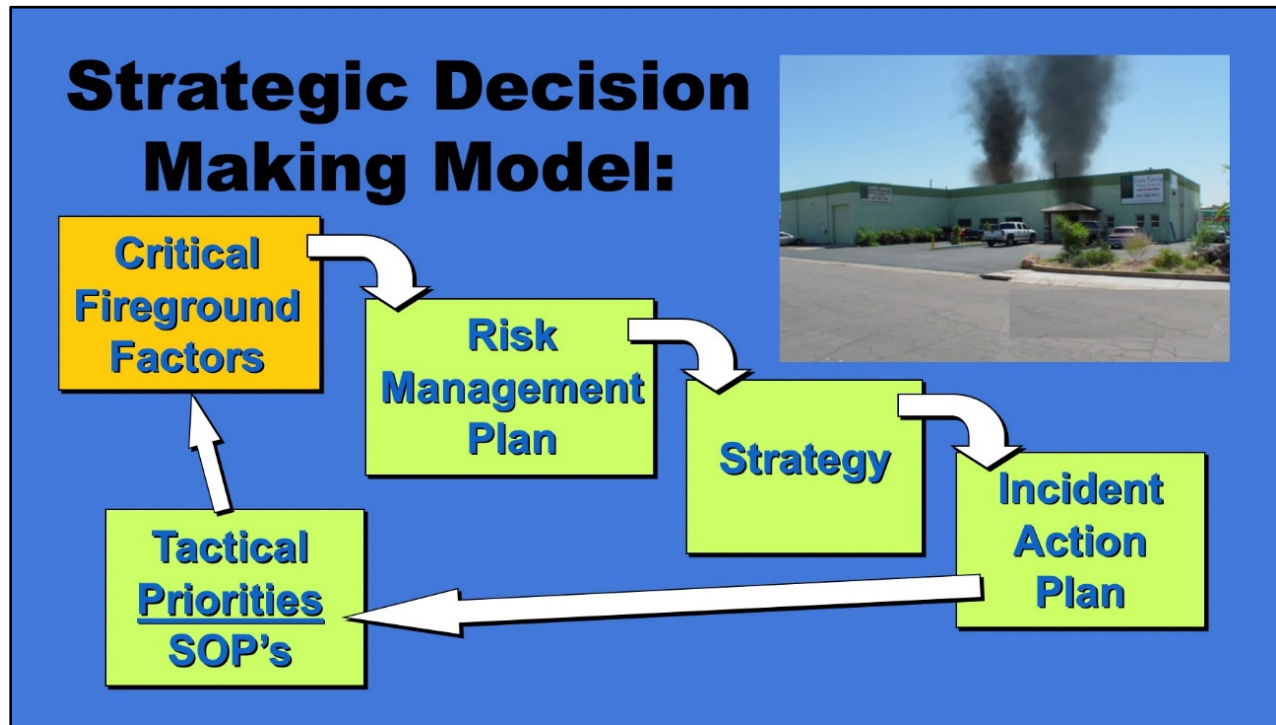 Strategic Decision
Making Model:
Critical
Fireground
Factors
Risk
Management
Plan
Strategy
Incident
Action
Plan
Tactical
Priorities
SOP's